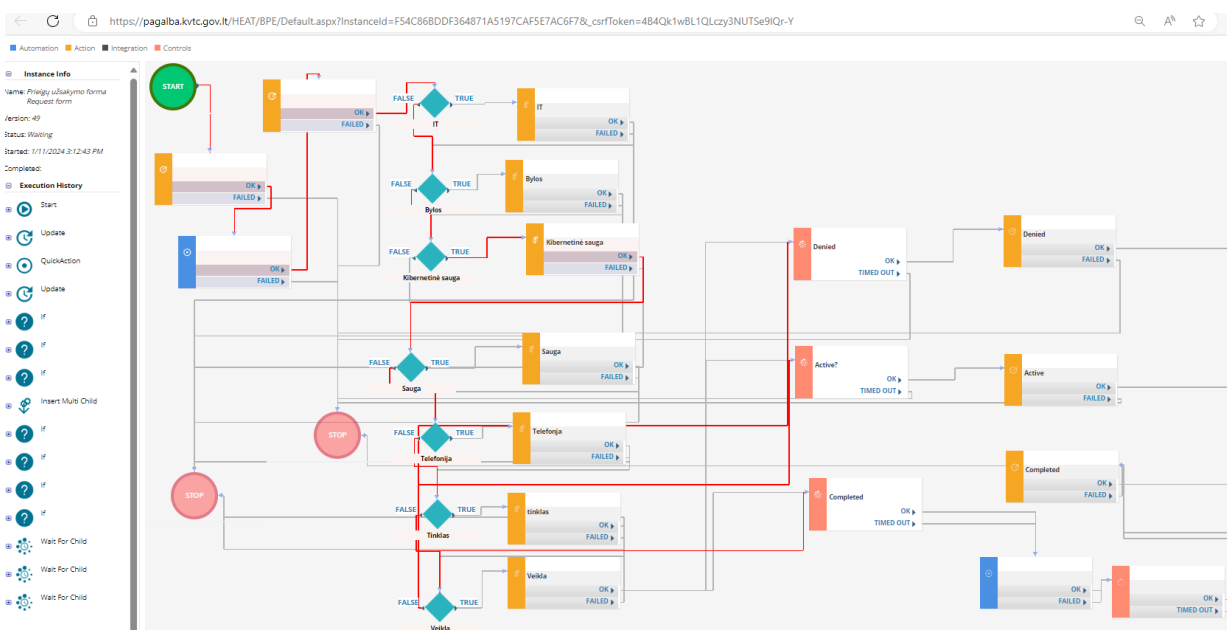 https://pagalba.kvtc.gov.lt/HEAT/BPE/Default.aspx?InstanceId=F54C86BDDF364871A5197CAF5E7AC6F7&_csrfToken=4B4Qk1wBL1QLczy3NUTSe9IQr-Y
Automation Action Integration Controls
Instance Info
Name: Prieigų užsakymo forma
Request form
Version: 49
Status: Waiting
Started: 1/11/2024 3:12:43 PM
Completed:
Execution History
Start
Update
QuickAction
Update
If
If
If
Insert Multi Child
If
If
If
If
Wait For Child
Wait For Child
Wait For Child
START
OK
FAILED
OK
FAILED
OK
FAILED
FALSE
TRUE
IT
IT
OK
FAILED
FALSE
TRUE
Bylos
Bylos
OK
FAILED
FALSE
TRUE
Kibernetinė sauga
Kibernetinė sauga
OK
FAILED
FALSE
TRUE
Sauga
Sauga
OK
FAILED
STOP
FALSE
TRUE
Telefonija
Telefonja
OK
FAILED
STOP
FALSE
TRUE
Tinklas
tinklas
OK
FAILED
FALSE
TRUE
Veikla
Veikla
OK
FAILED
Denied
OK
TIMED OUT
Denied
OK
FAILED
Active?
OK
TIMED OUT
Active
OK
FAILED
Completed
OK
TIMED OUT
Completed
OK
FAILED
OK
FAILED
OK
TIMED OUT